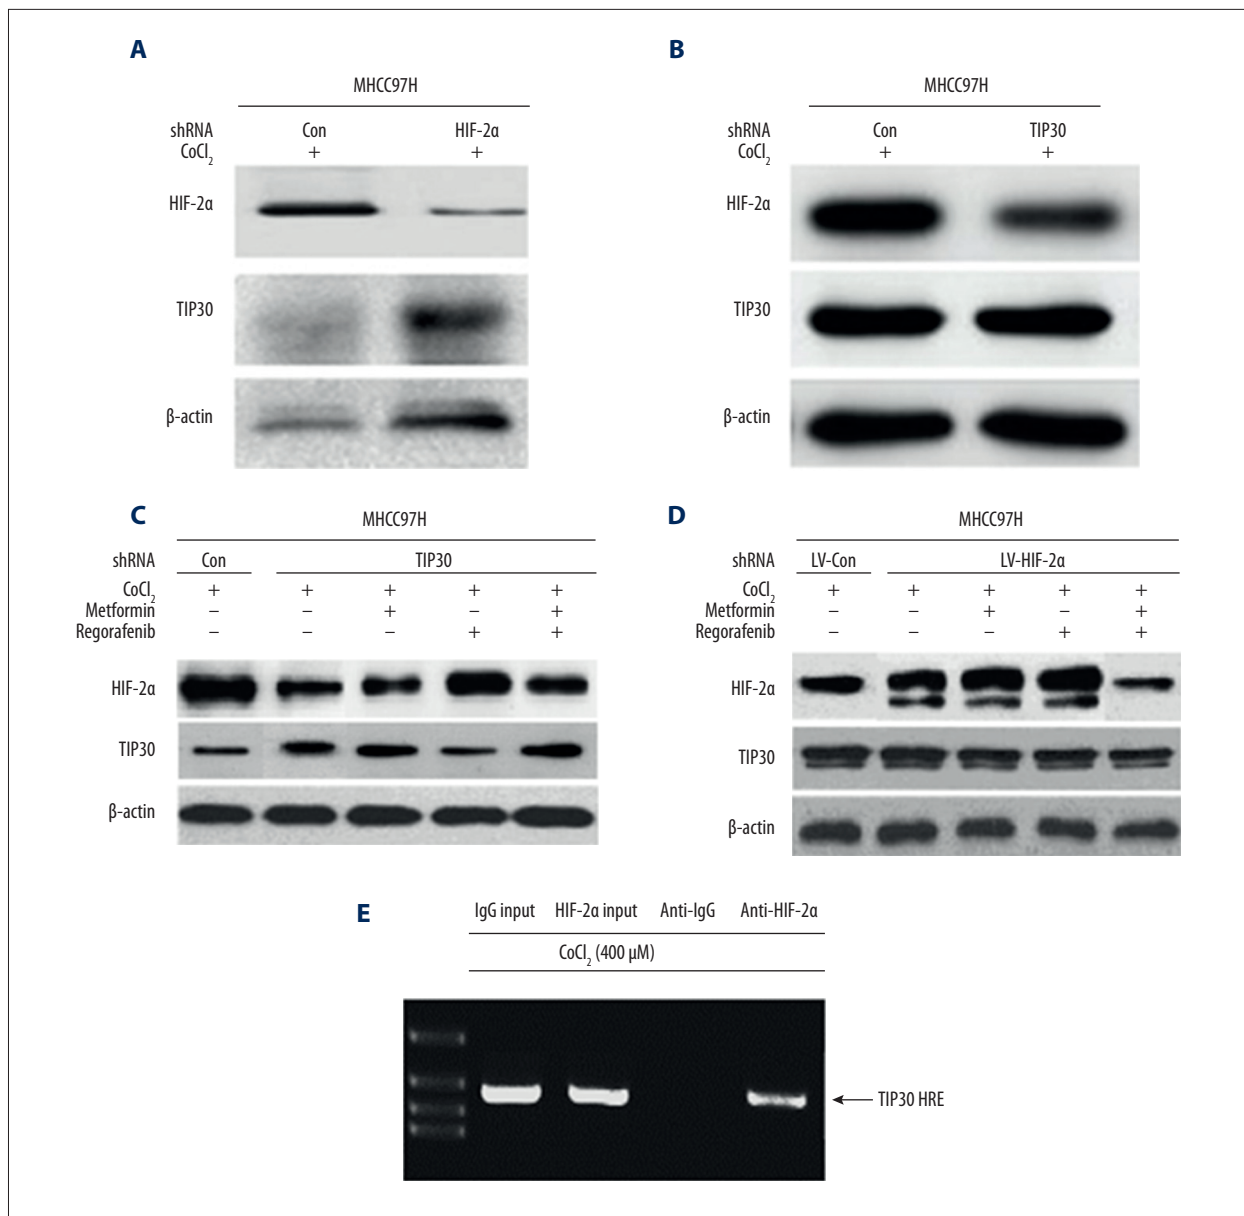 A
MHCC97H
shRNA Con HIF-2α
CoCl2 + +
HIF-2α
TIP30
β-actin
B
MHCC97H
shRNA Con TIP30
CoCl2 + +
HIF-2α
TIP30
β-actin
C
MHCC97H
shRNA Con TIP30
CoCl2 + + + + +
Metformin – – + – +
Regorafenib – – – + +
HIF-2α
TIP30
β-actin
D
MHCC97H
shRNA LV-Con LV-HIF-2α
CoCl2 + + + + +
Metformin – – + – +
Regorafenib – – – + +
HIF-2α
TIP30
β-actin
E
IgG input HIF-2α input Anti-IgG Anti-HIF-2α
CoCl2 (400 μM)
TIP30 HRE